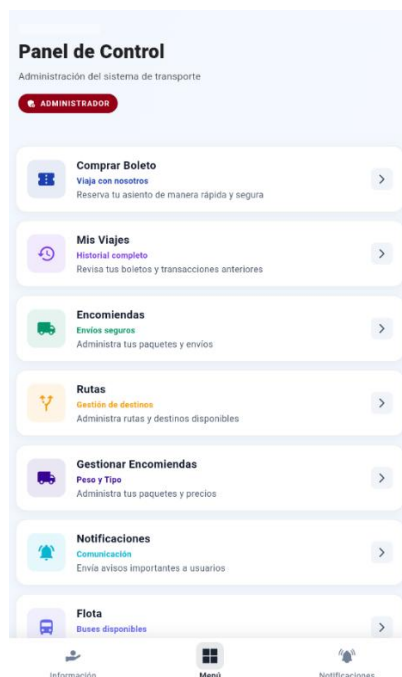 Panel de Control
Administración del sistema de transporte
ADMINISTRADOR
Comprar Boleto
Viaja con nosotros
Reserva tu asiento de manera rápida y segura
Mis Viajes
Historial completo
Revisa tus boletos y transacciones anteriores
Encomiendas
Envíos seguros
Administra tus paquetes y envíos
Rutas
Gestión de destinos
Administra rutas y destinos disponibles
Gestionar Encomiendas
Peso y Tipo
Administra tus paquetes y precios
Notificaciones
Comunicación
Envía avisos importantes a usuarios
Flota
Buses disponibles
Información
Menú
Notificaciones